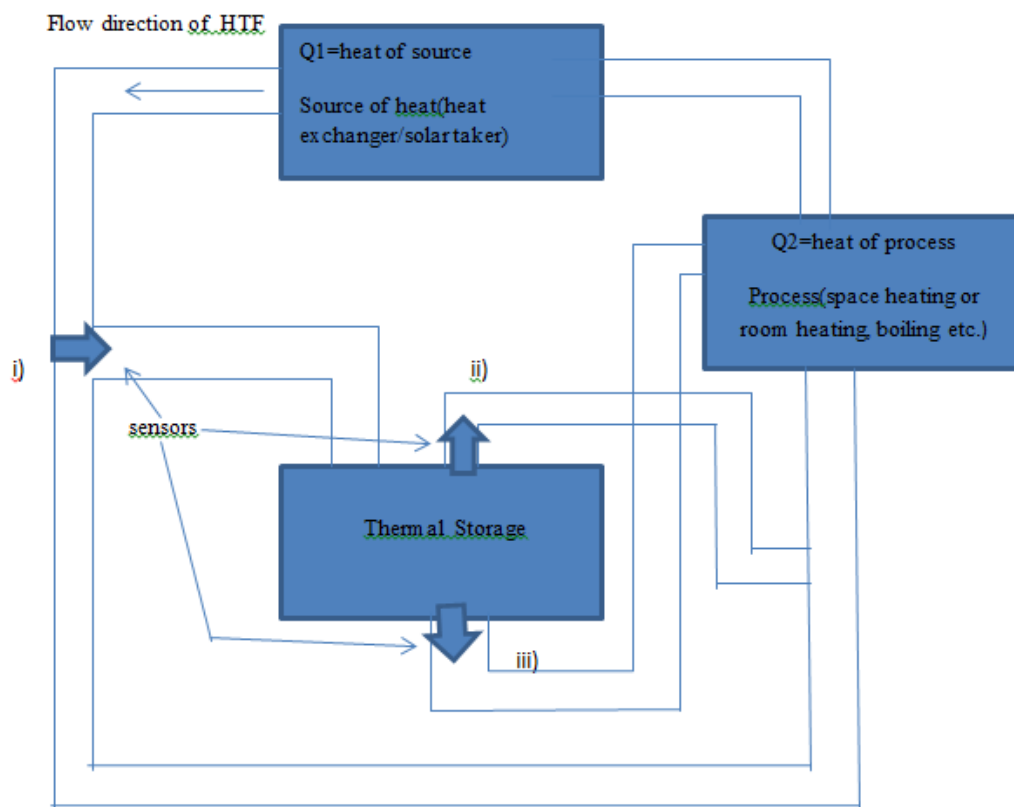 Flow direction of HTF
Q1=heat of source
Source of heat(heat
exchanger/solar taker)
Q2=heat of process
Process(space heating or
room heating, boiling etc.)
i)
ii)
sensors
Thermal Storage
iii)